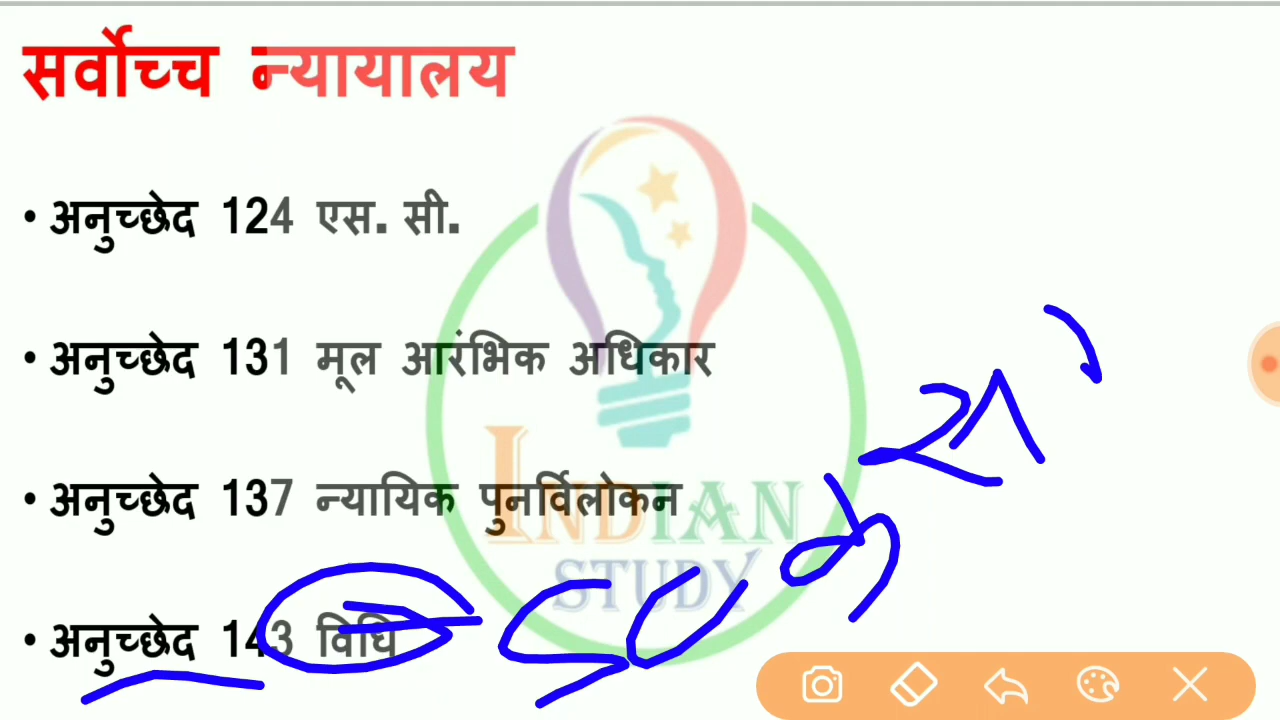 सर्वोच्च न्यायालय
• अनुच्छेद 124 एस. सी.
• अनुच्छेद 131 मूल आरंभिक अधिकार
• अनुच्छेद 137 न्यायिक पुनर्विलोकन
INDIAN
STUDY
• अनुच्छेद 143 विधि